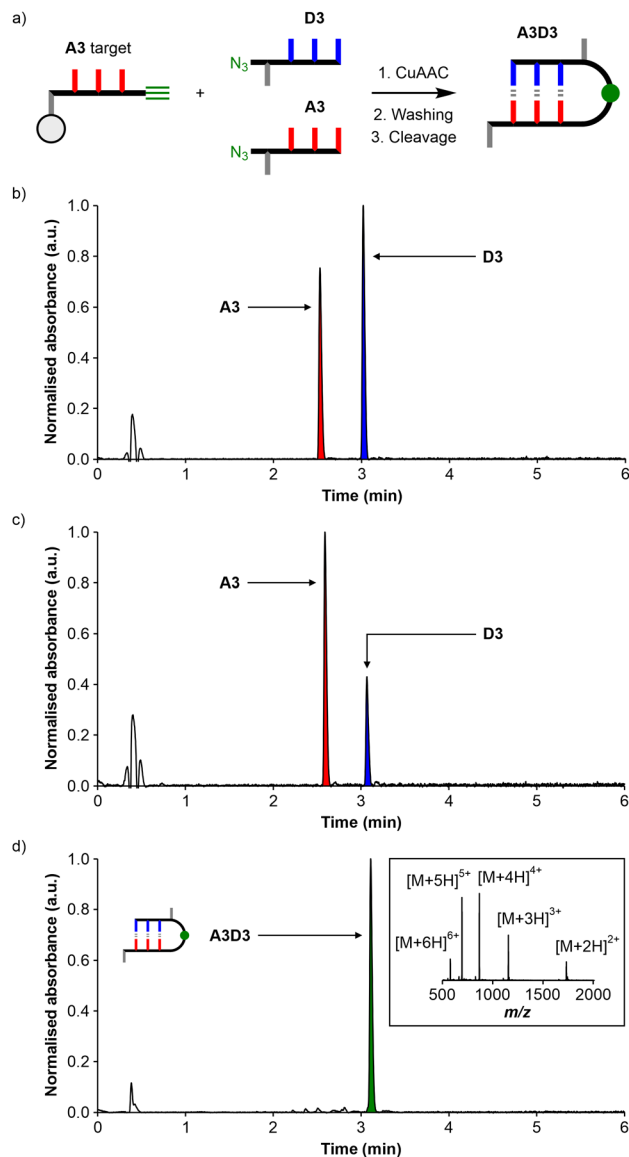 a)
A3 target
+
D3
N3
A3
N3
1. CuAAC
2. Washing
3. Cleavage
A3D3
b)
Normalised absorbance (a.u.)
1.0
0.8
0.6
0.4
0.2
0.0
A3
D3
0 1 2 3 4 5 6
Time (min)
c)
Normalised absorbance (a.u.)
1.0
0.8
0.6
0.4
0.2
0.0
A3
D3
0 1 2 3 4 5 6
Time (min)
d)
Normalised absorbance (a.u.)
1.0
0.8
0.6
0.4
0.2
0.0
A3D3
[M+5H]5+ [M+4H]4+
[M+3H]3+
[M+6H]6+ [M+2H]2+
500 1000 1500 2000
m/z
0 1 2 3 4 5 6
Time (min)